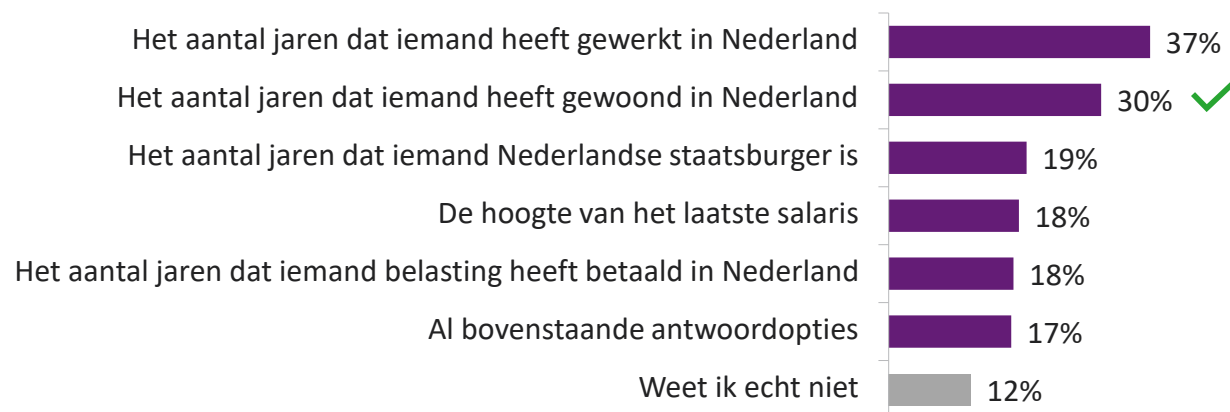 Het aantal jaren dat iemand heeft gewerkt in Nederland 37%
Het aantal jaren dat iemand heeft gewoond in Nederland 30%
Het aantal jaren dat iemand Nederlandse staatsburger is 19%
De hoogte van het laatste salaris 18%
Het aantal jaren dat iemand belasting heeft betaald in Nederland 18%
Al bovenstaande antwoordopties 17%
Weet ik echt niet 12%